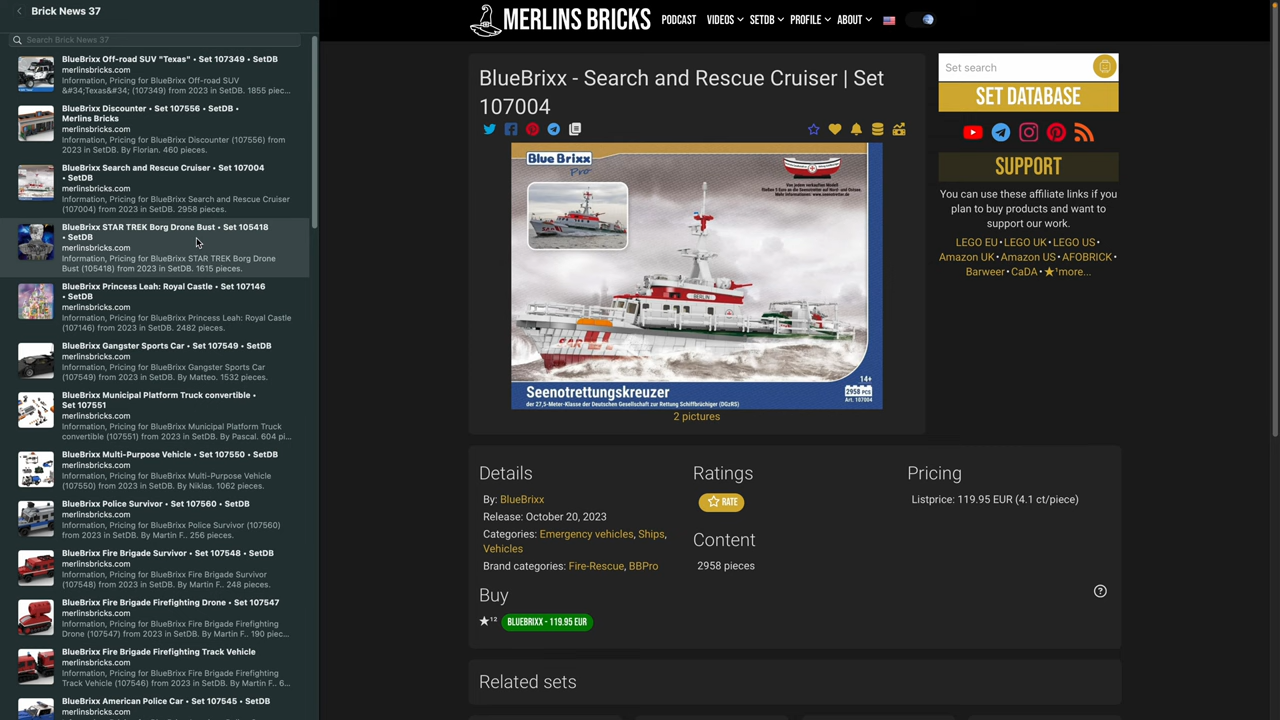 Brick News 37
Search Brick News 37
BlueBrixx Off-road SUV "Texas" • Set 107349 • SetDB
merlinsbricks.com
Information, Pricing for BlueBrixx Off-road SUV
&#34;Texas&#34; (107349) from 2023 in SetDB. 1855 piec...
BlueBrixx Discounter • Set 107556 • SetDB •
Merlins Bricks
merlinsbricks.com
Information, Pricing for BlueBrixx Discounter (107556) from
2023 in SetDB. By Florian. 460 pieces.
BlueBrixx Search and Rescue Cruiser • Set 107004
• SetDB
merlinsbricks.com
Information, Pricing for BlueBrixx Search and Rescue Cruiser
(107004) from 2023 in SetDB. 2958 pieces.
BlueBrixx STAR TREK Borg Drone Bust • Set 105418
• SetDB
merlinsbricks.com
Information, Pricing for BlueBrixx STAR TREK Borg Drone
Bust (105418) from 2023 in SetDB. 1615 pieces.
BlueBrixx Princess Leah: Royal Castle • Set 107146
• SetDB
merlinsbricks.com
Information, Pricing for BlueBrixx Princess Leah: Royal Castle
(107146) from 2023 in SetDB. 2482 pieces.
BlueBrixx Gangster Sports Car • Set 107549 • SetDB
merlinsbricks.com
Information, Pricing for BlueBrixx Gangster Sports Car
(107549) from 2023 in SetDB. By Matteo. 1532 pieces.
BlueBrixx Municipal Platform Truck convertible •
Set 107551
merlinsbricks.com
Information, Pricing for BlueBrixx Municipal Platform Truck
convertible (107551) from 2023 in SetDB. By Pascal. 604 pi...
BlueBrixx Multi-Purpose Vehicle • Set 107550 • SetDB
merlinsbricks.com
Information, Pricing for BlueBrixx Multi-Purpose Vehicle
(107550) from 2023 in SetDB. By Niklas. 1062 pieces.
BlueBrixx Police Survivor • Set 107560 • SetDB
merlinsbricks.com
Information, Pricing for BlueBrixx Police Survivor (107560)
from 2023 in SetDB. By Martin F.. 256 pieces.
BlueBrixx Fire Brigade Survivor • Set 107548 • SetDB
merlinsbricks.com
Information, Pricing for BlueBrixx Fire Brigade Survivor
(107548) from 2023 in SetDB. By Martin F.. 248 pieces.
BlueBrixx Fire Brigade Firefighting Drone • Set 107547
merlinsbricks.com
Information, Pricing for BlueBrixx Fire Brigade Firefighting
Drone (107547) from 2023 in SetDB. By Martin F.. 190 piec...
BlueBrixx Fire Brigade Firefighting Track Vehicle
merlinsbricks.com
Information, Pricing for BlueBrixx Fire Brigade Firefighting
Track Vehicle (107546) from 2023 in SetDB. By Martin F.. 6...
BlueBrixx American Police Car • Set 107545 • SetDB
merlinsbricks.com
MERLINS BRICKS
PODCAST
VIDEOS
SETDB
PROFILE
ABOUT
BlueBrixx - Search and Rescue Cruiser | Set
107004
Blue Brixx
Pro
BERLIN
14+
2958 PCS
Art. 107004
Seenotrettungskreuzer
der 27,5-Meter-Klasse der Deutschen Gesellschaft zur Rettung Schiffbrüchiger (DGzRS)
2 pictures
Details
By: BlueBrixx
Release: October 20, 2023
Categories: Emergency vehicles, Ships,
Vehicles
Brand categories: Fire-Rescue, BBPro
Ratings
RATE
Content
2958 pieces
Pricing
Listprice: 119.95 EUR (4.1 ct/piece)
Buy
★12 BLUEBRIXX - 119.95 EUR
Related sets
Set search
SET DATABASE
SUPPORT
You can use these affiliate links if you
plan to buy products and want to
support our work.
LEGO EU • LEGO UK • LEGO US •
Amazon UK • Amazon US • AFOBRICK •
Barweer • CaDA • ★¹more...